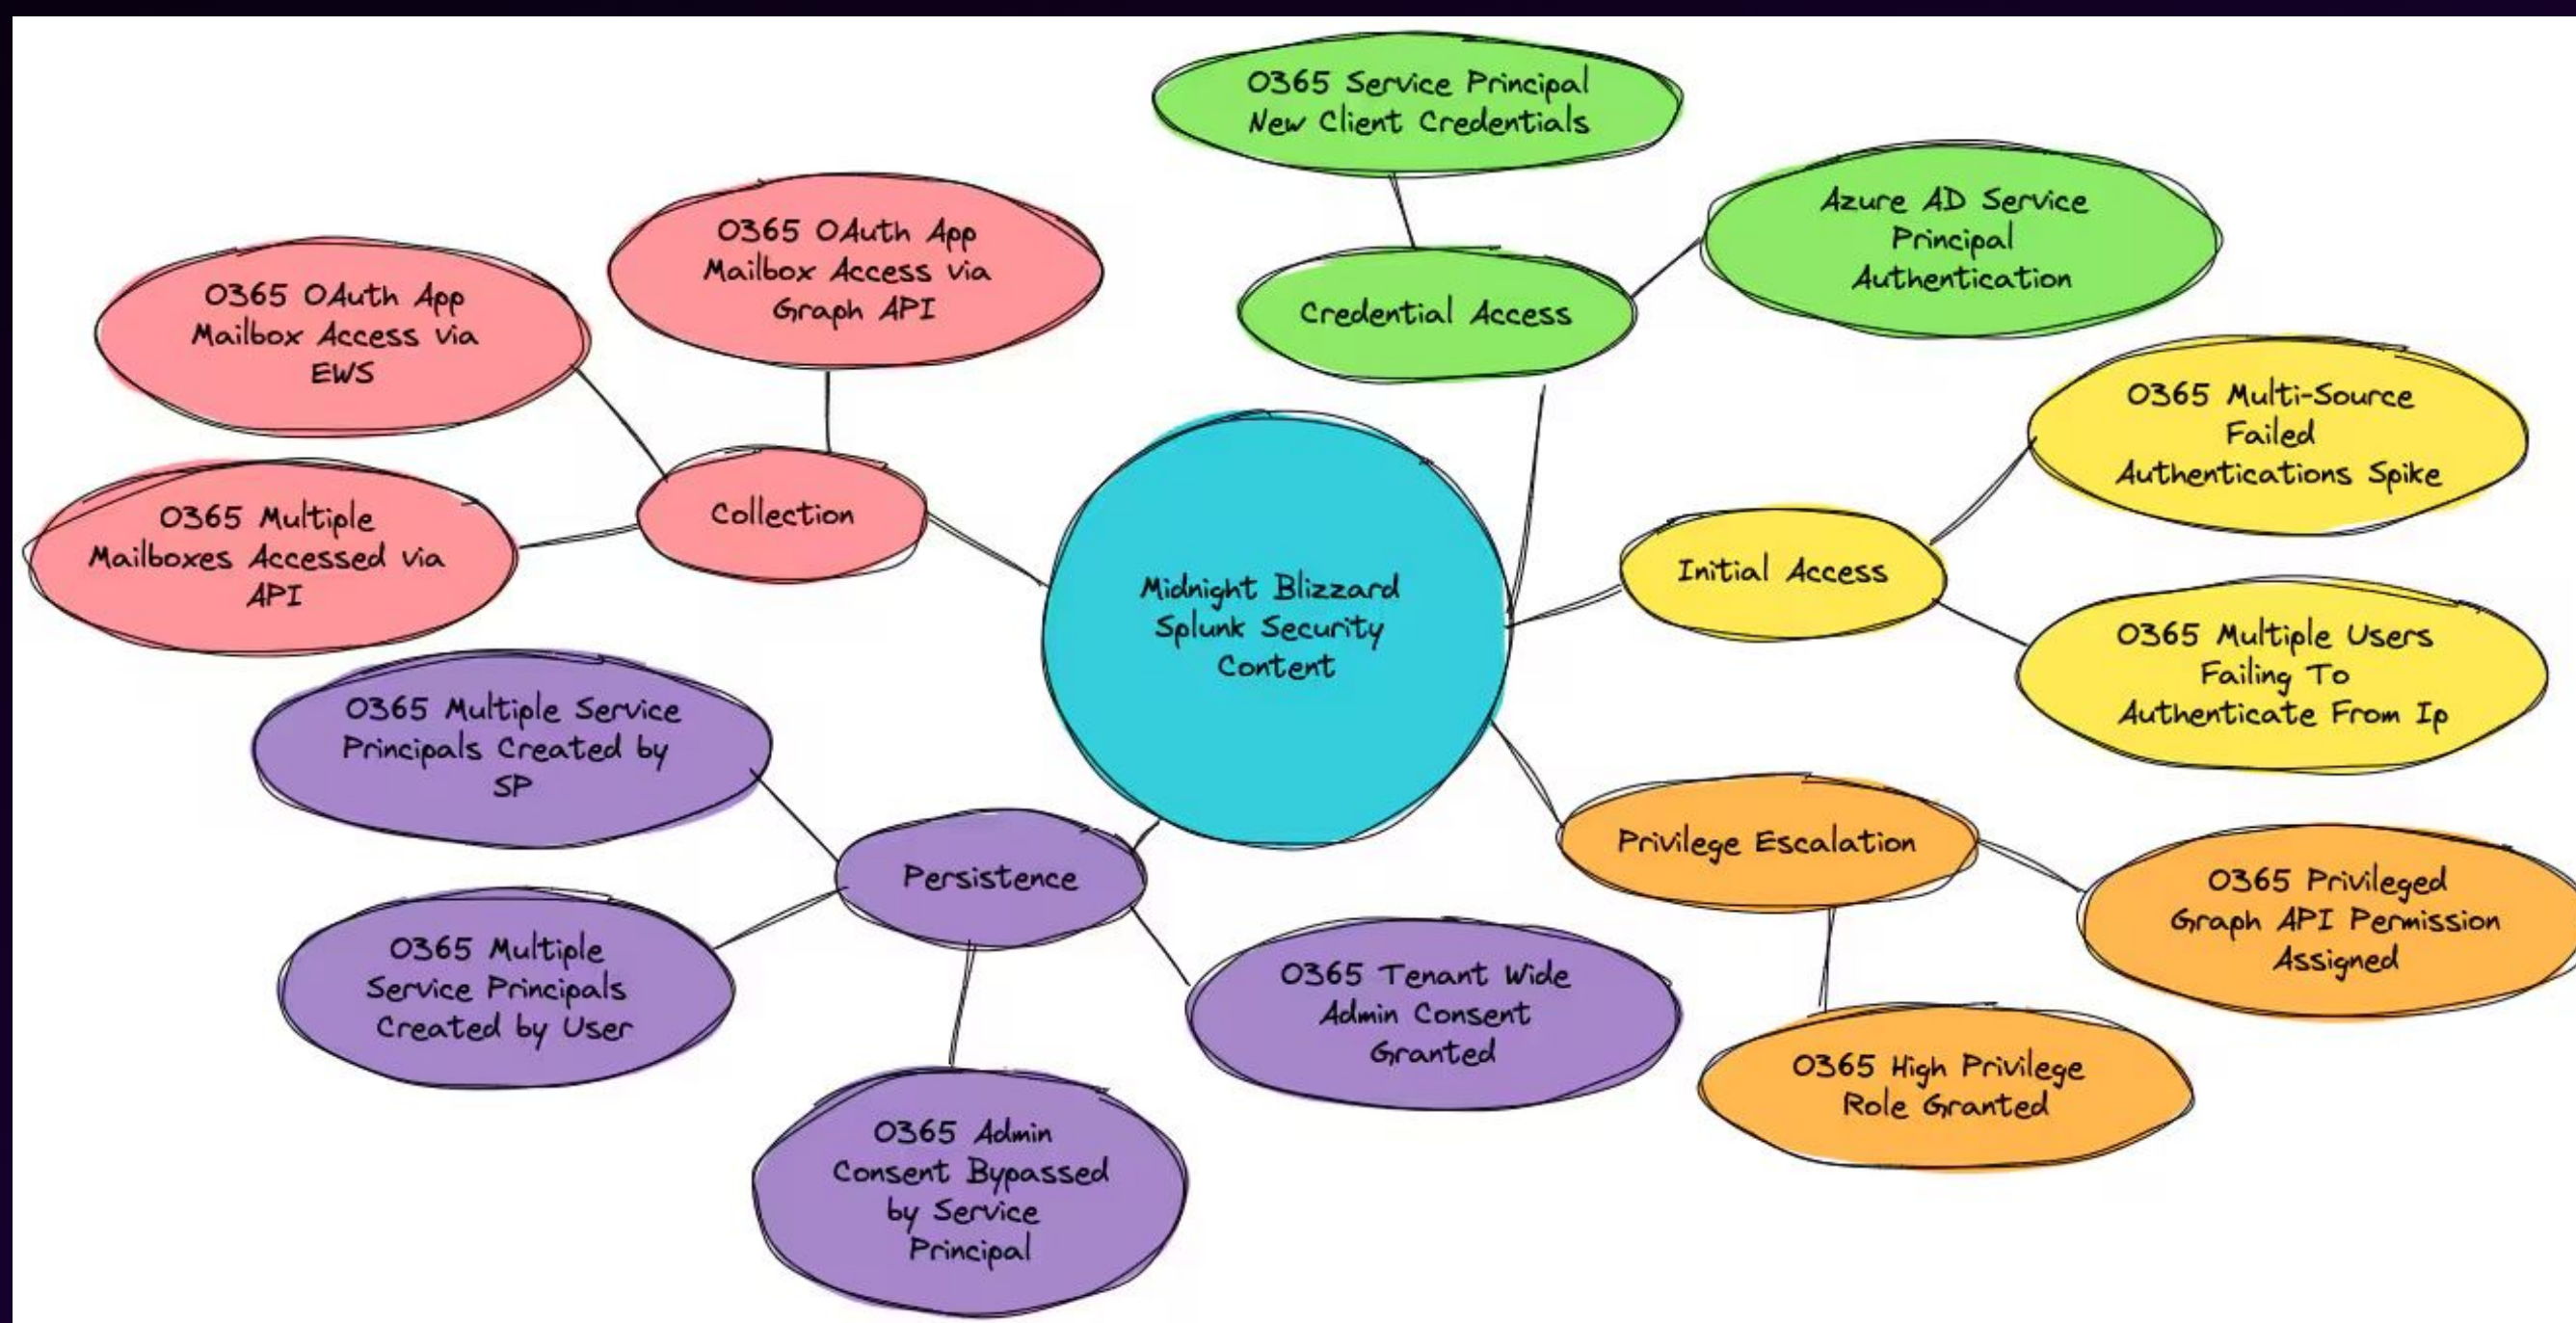 O365 Service Principal
New Client Credentials
Azure AD Service
Principal
Authentication
Credential Access
O365 OAuth App
Mailbox Access via
Graph API
O365 OAuth App
Mailbox Access via
EWS
O365 Multiple
Mailboxes Accessed via
API
Collection
Midnight Blizzard
Splunk Security
Content
Initial Access
O365 Multi-Source
Failed
Authentications Spike
O365 Multiple Users
Failing To
Authenticate From Ip
O365 Multiple Service
Principals Created by
SP
Persistence
O365 Multiple
Service Principals
Created by User
O365 Tenant Wide
Admin Consent
Granted
O365 Admin
Consent Bypassed
by Service
Principal
Privilege Escalation
O365 Privileged
Graph API Permission
Assigned
O365 High Privilege
Role Granted